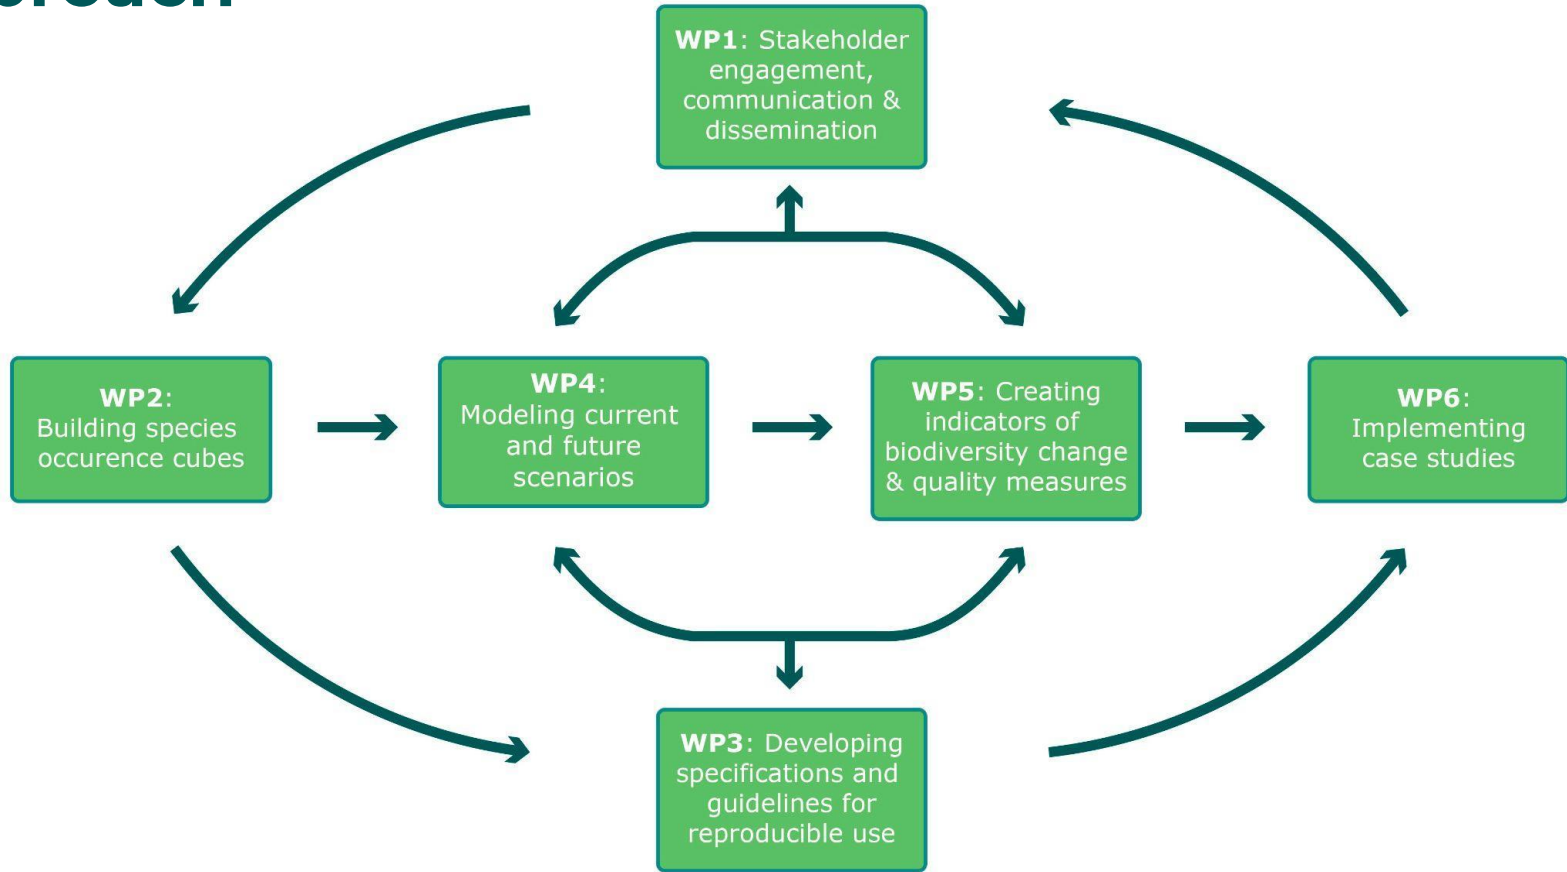 WP1: Stakeholder
engagement,
communication &
dissemination
WP2:
Building species
occurence cubes
WP4:
Modeling current
and future
scenarios
WP5: Creating
indicators of
biodiversity change
& quality measures
WP6:
Implementing
case studies
WP3: Developing
specifications and
guidelines for
reproducible use